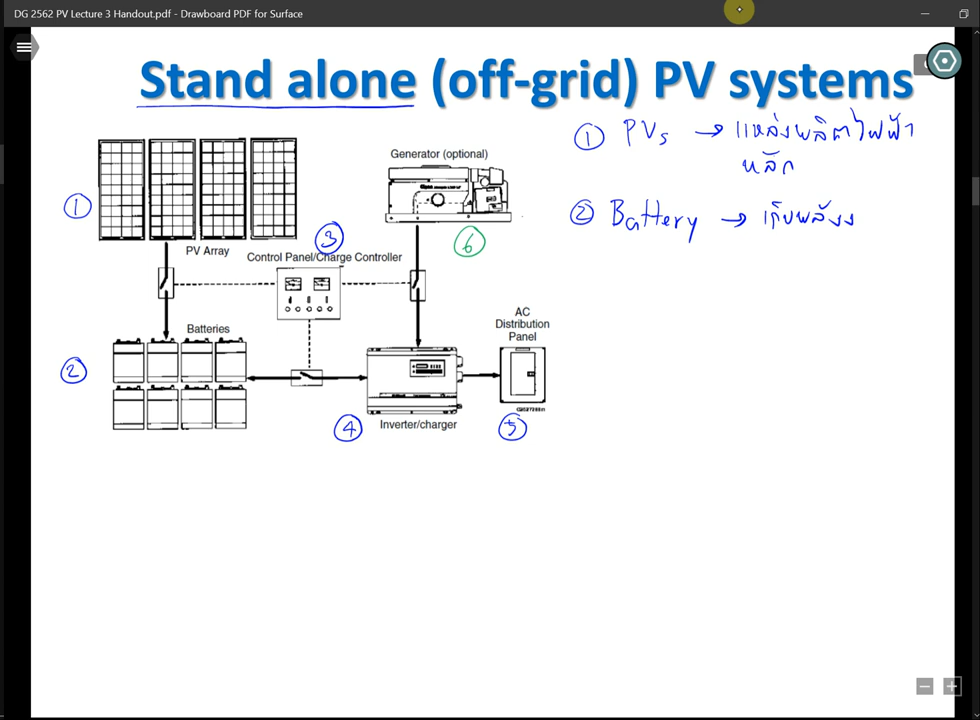 DG 2562 PV Lecture 3 Handout.pdf - Drawboard PDF for Surface
Stand alone (off-grid) PV systems
① PVs → แหล่งผลิตไฟฟ้า
หลัก
② Battery → เก็บพลังง
Generator (optional)
①
③
⑥
PV Array
Control Panel/Charge Controller
AC
Distribution
Panel
Batteries
②
④
Inverter/charger
⑤